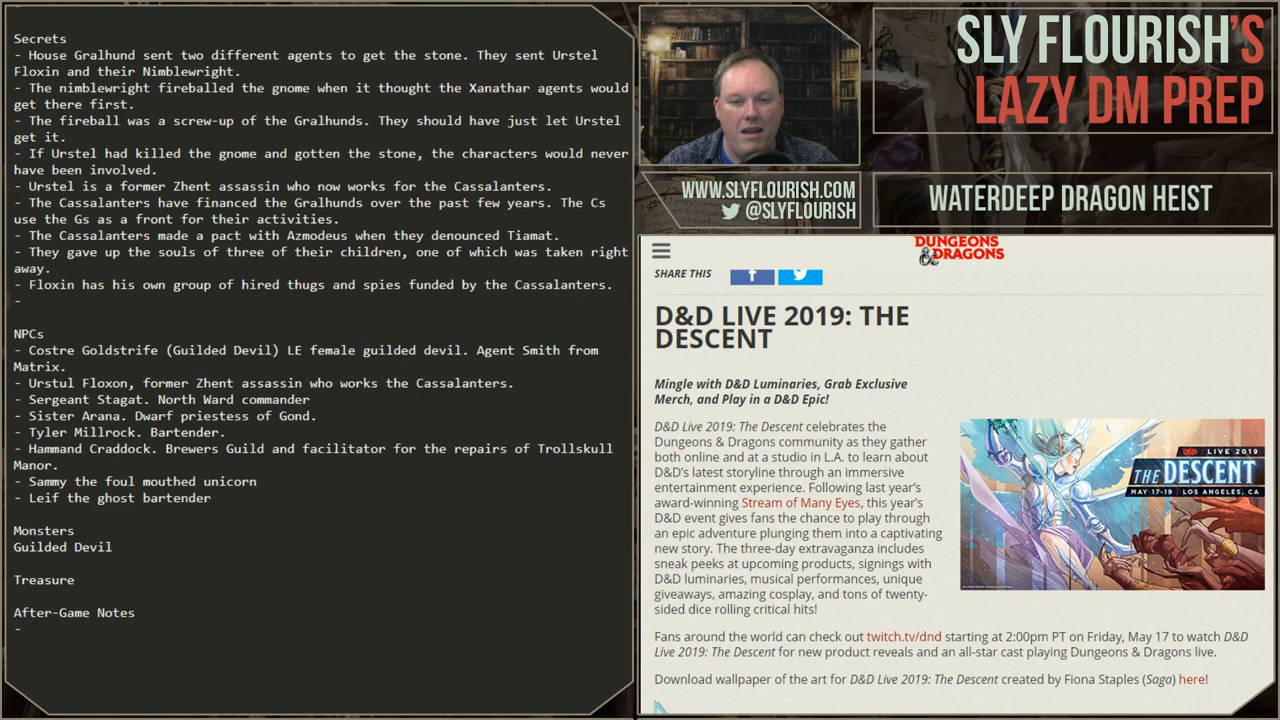 Secrets
- House Gralhund sent two different agents to get the stone. They sent Urstel
Floxin and their Nimblewright.
- The nimblewright fireballed the gnome when it thought the Xanathar agents would
get there first.
- The fireball was a screw-up of the Gralhunds. They should have just let Urstel
get it.
- If Urstel had killed the gnome and gotten the stone, the characters would never
have been involved.
- Urstel is a former Zhent assassin who now works for the Cassalanters.
- The Cassalanters have financed the Gralhunds over the past few years. The Cs
use the Gs as a front for their activities.
- The Cassalanters made a pact with Azmodeus when they denounced Tiamat.
- They gave up the souls of three of their children, one of which was taken right
away.
- Floxin has his own group of hired thugs and spies funded by the Cassalanters.
-
NPCs
- Costre Goldstrife (Guilded Devil) LE female guilded devil. Agent Smith from
Matrix.
- Urstul Floxon, former Zhent assassin who works the Cassalanters.
- Sergeant Stagat. North Ward commander
- Sister Arana. Dwarf priestess of Gond.
- Tyler Millrock. Bartender.
- Hammand Craddock. Brewers Guild and facilitator for the repairs of Trollskull
Manor.
- Sammy the foul mouthed unicorn
- Leif the ghost bartender
Monsters
Guilded Devil
Treasure
After-Game Notes
-
SLY FLOURISH'S
LAZY DM PREP
WWW.SLYFLOURISH.COM
@SLYFLOURISH
WATERDEEP DRAGON HEIST
DUNGEONS
& DRAGONS
SHARE THIS
D&D LIVE 2019: THE
DESCENT
Mingle with D&D Luminaries, Grab Exclusive
Merch, and Play in a D&D Epic!
D&D Live 2019: The Descent celebrates the
Dungeons & Dragons community as they gather
both online and at a studio in L.A. to learn about
D&D's latest storyline through an immersive
entertainment experience. Following last year's
award-winning Stream of Many Eyes, this year's
D&D event gives fans the chance to play through
an epic adventure plunging them into a captivating
new story. The three-day extravaganza includes
sneak peeks at upcoming products, signings with
D&D luminaries, musical performances, unique
giveaways, amazing cosplay, and tons of twenty-
sided dice rolling critical hits!
D&D LIVE 2019
THE DESCENT
MAY 17-19 | LOS ANGELES, CA
Fans around the world can check out twitch.tv/dnd starting at 2:00pm PT on Friday, May 17 to watch D&D
Live 2019: The Descent for new product reveals and an all-star cast playing Dungeons & Dragons live.
Download wallpaper of the art for D&D Live 2019: The Descent created by Fiona Staples (Saga) here!